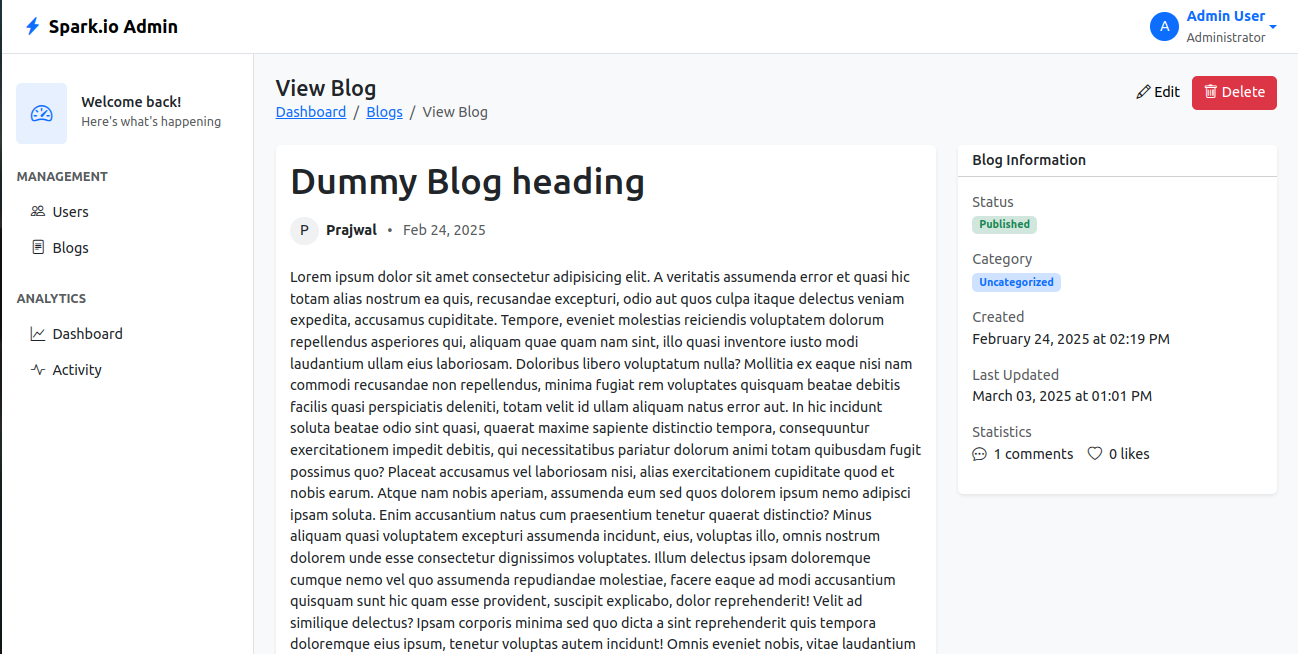 Spark.io Admin
A
Admin User
Administrator
Welcome back!
Here's what's happening
MANAGEMENT
Users
Blogs
ANALYTICS
Dashboard
Activity
View Blog
Dashboard / Blogs / View Blog
Edit
Delete
Dummy Blog heading
P Prajwal • Feb 24, 2025
Lorem ipsum dolor sit amet consectetur adipisicing elit. A veritatis assumenda error et quasi hic
totam alias nostrum ea quis, recusandae excepturi, odio aut quos culpa itaque delectus veniam
expedita, accusamus cupiditate. Tempore, eveniet molestias reiciendis voluptatem dolorum
repellendus asperiores qui, aliquam quae quam nam sint, illo quasi inventore iusto modi
laudantium ullam eius laboriosam. Doloribus libero voluptatum nulla? Mollitia ex eaque nisi nam
commodi recusandae non repellendus, minima fugiat rem voluptates quisquam beatae debitis
facilis quasi perspiciatis deleniti, totam velit id ullam aliquam natus error aut. In hic incidunt
soluta beatae odio sint quasi, quaerat maxime sapiente distinctio tempora, consequuntur
exercitationem impedit debitis, qui necessitatibus pariatur dolorum animi totam quibusdam fugit
possimus quo? Placeat accusamus vel laboriosam nisi, alias exercitationem cupiditate quod et
nobis earum. Atque nam nobis aperiam, assumenda eum sed quos dolorem ipsum nemo adipisci
ipsam soluta. Enim accusantium natus cum praesentium tenetur quaerat distinctio? Minus
aliquam quasi voluptatem excepturi assumenda incidunt, eius, voluptas illo, omnis nostrum
dolorem unde esse consectetur dignissimos voluptates. Illum delectus ipsam doloremque
cumque nemo vel quo assumenda repudiandae molestiae, facere eaque ad modi accusantium
quisquam sunt hic quam esse provident, suscipit explicabo, dolor reprehenderit! Velit ad
similique delectus? Ipsam corporis minima sed quo dicta a sint reprehenderit quis tempora
doloremque eius ipsum, tenetur voluptas autem incidunt! Omnis eveniet nobis, vitae laudantium
Blog Information
Status
Published
Category
Uncategorized
Created
February 24, 2025 at 02:19 PM
Last Updated
March 03, 2025 at 01:01 PM
Statistics
1 comments 0 likes